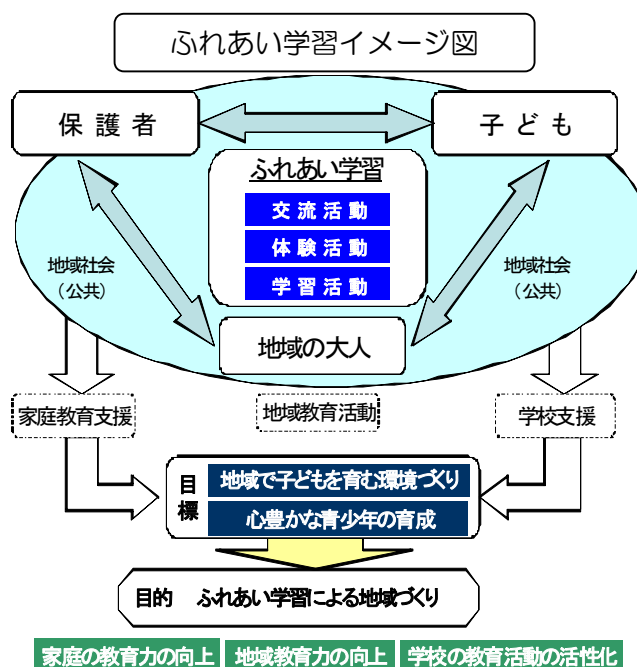 ふれあい学習イメージ図
保護者
子ども
ふれあい学習
交流活動
体験活動
学習活動
地域社会
（公共）
地域社会
（公共）
地域の大人
家庭教育支援
地域教育活動
学校支援
目標
地域で子どもを育む環境づくり
心豊かな青少年の育成
目的 ふれあい学習による地域づくり
家庭の教育力の向上
地域教育力の向上
学校の教育活動の活性化